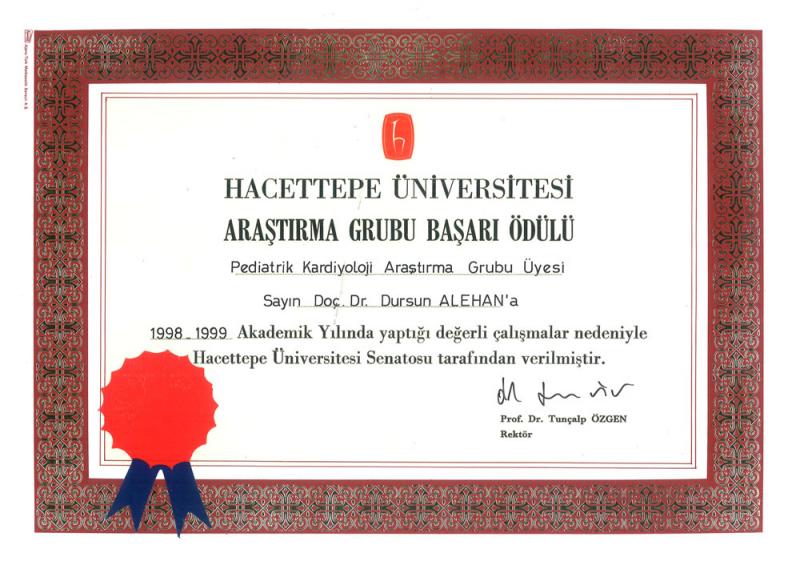 HACETTEPE ÜNİVERSİTESİ
ARAŞTIRMA GRUBU BAŞARI ÖDÜLÜ
Pediatrik Kardiyoloji Araştırma Grubu Üyesi
Sayın Doç. Dr. Dursun ALEHAN'a
1998-1999 Akademik Yılında yaptığı değerli çalışmalar nedeniyle
Hacettepe Üniversitesi Senatosu tarafından verilmiştir.
Prof. Dr. Tunçalp ÖZGEN
Rektör